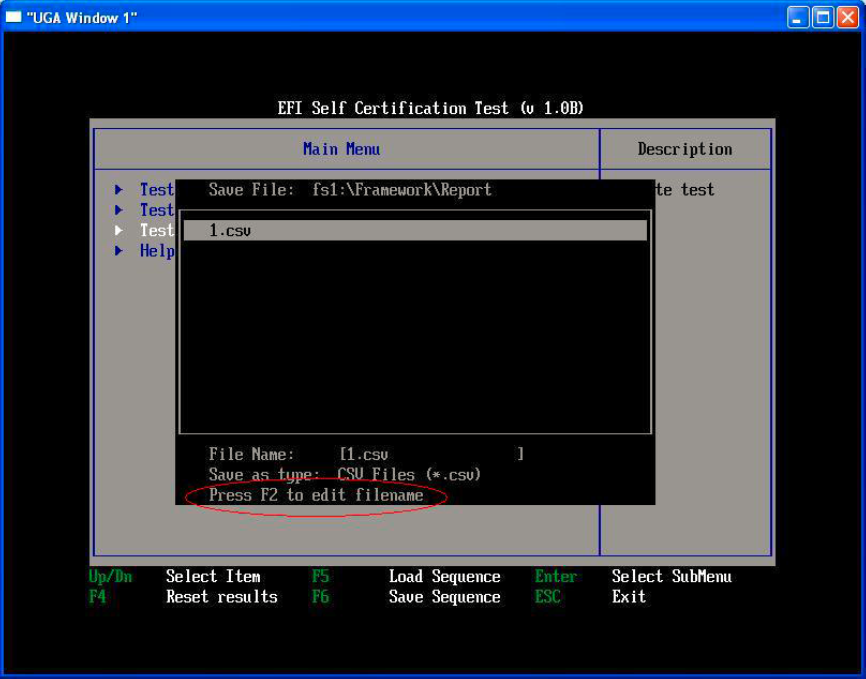 "UGA Window 1"
EFI Self Certification Test (v 1.0B)
Main Menu
Description
Test
Test
Test
Help
te test
Save File: fs1:\Framework\Report
1.csv
File Name: [1.csv ]
Save as type: CSV Files (*.csv)
Press F2 to edit filename
Up/Dn Select Item F5 Load Sequence Enter Select SubMenu
F4 Reset results F6 Save Sequence ESC Exit